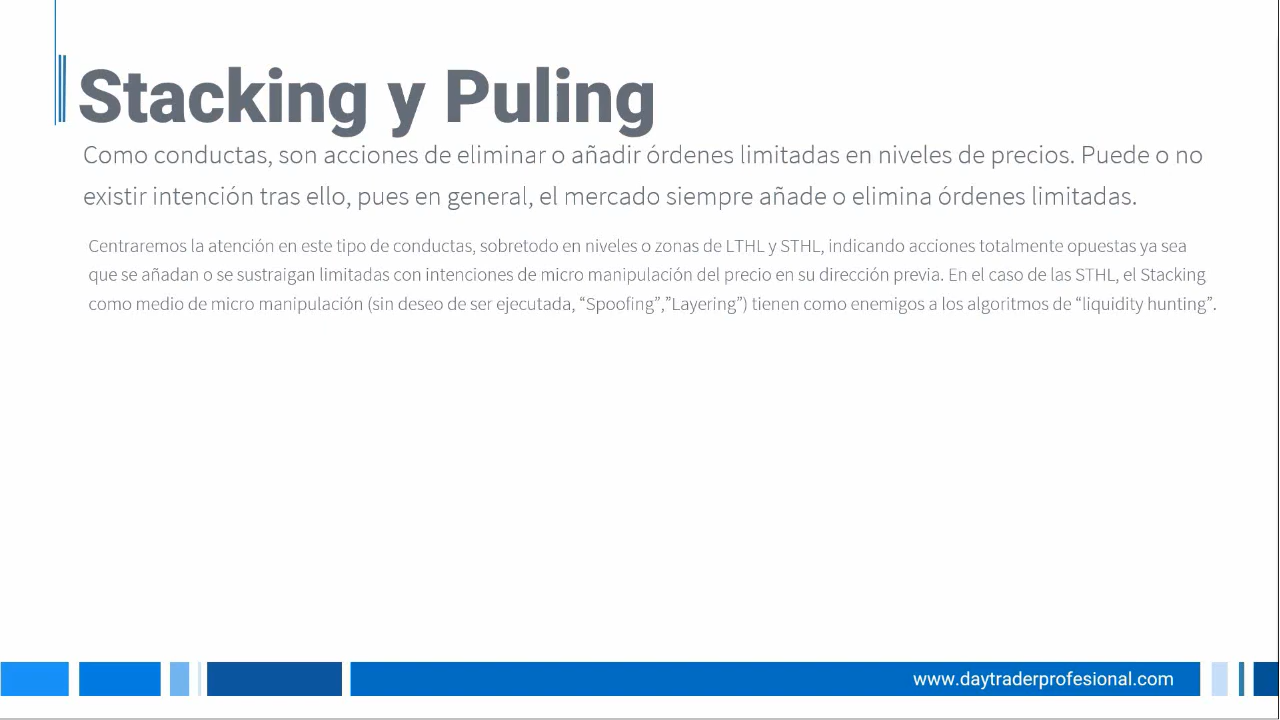 Stacking y Puling
Como conductas, son acciones de eliminar o añadir órdenes limitadas en niveles de precios. Puede o no
existir intención tras ello, pues en general, el mercado siempre añade o elimina órdenes limitadas.
Centraremos la atención en este tipo de conductas, sobretodo en niveles o zonas de LTHL y STHL, indicando acciones totalmente opuestas ya sea
que se añadan o se sustraigan limitadas con intenciones de micro manipulación del precio en su dirección previa. En el caso de las STHL, el Stacking
como medio de micro manipulación (sin deseo de ser ejecutada, “Spoofing”,”Layering”) tienen como enemigos a los algoritmos de “liquidity hunting”.
www.daytraderprofesional.com